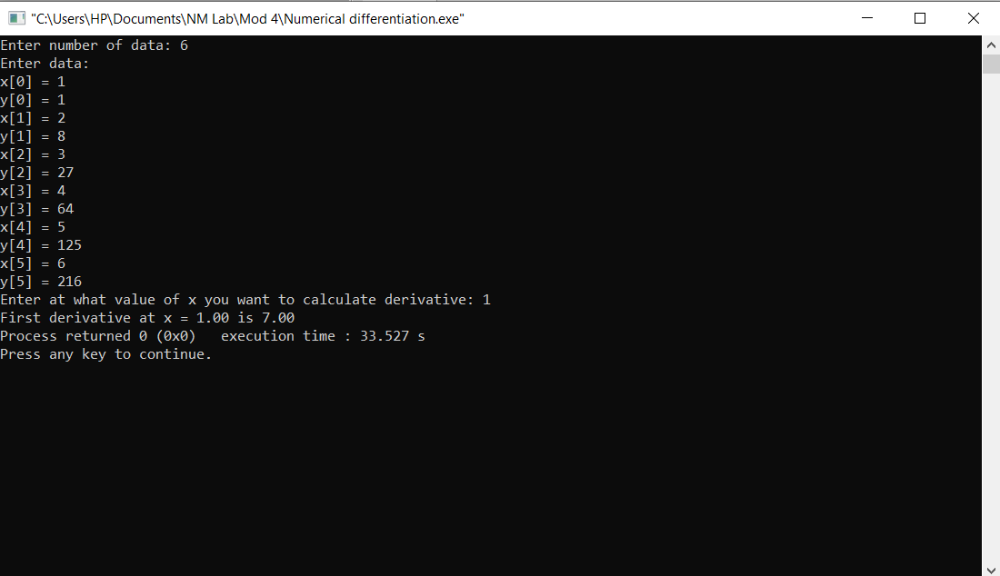 "C:\Users\HP\Documents\NM Lab\Mod 4\Numerical differentiation.exe"
Enter number of data: 6
Enter data:
x[0] = 1
y[0] = 1
x[1] = 2
y[1] = 8
x[2] = 3
y[2] = 27
x[3] = 4
y[3] = 64
x[4] = 5
y[4] = 125
x[5] = 6
y[5] = 216
Enter at what value of x you want to calculate derivative: 1
First derivative at x = 1.00 is 7.00
Process returned 0 (0x0)   execution time : 33.527 s
Press any key to continue.